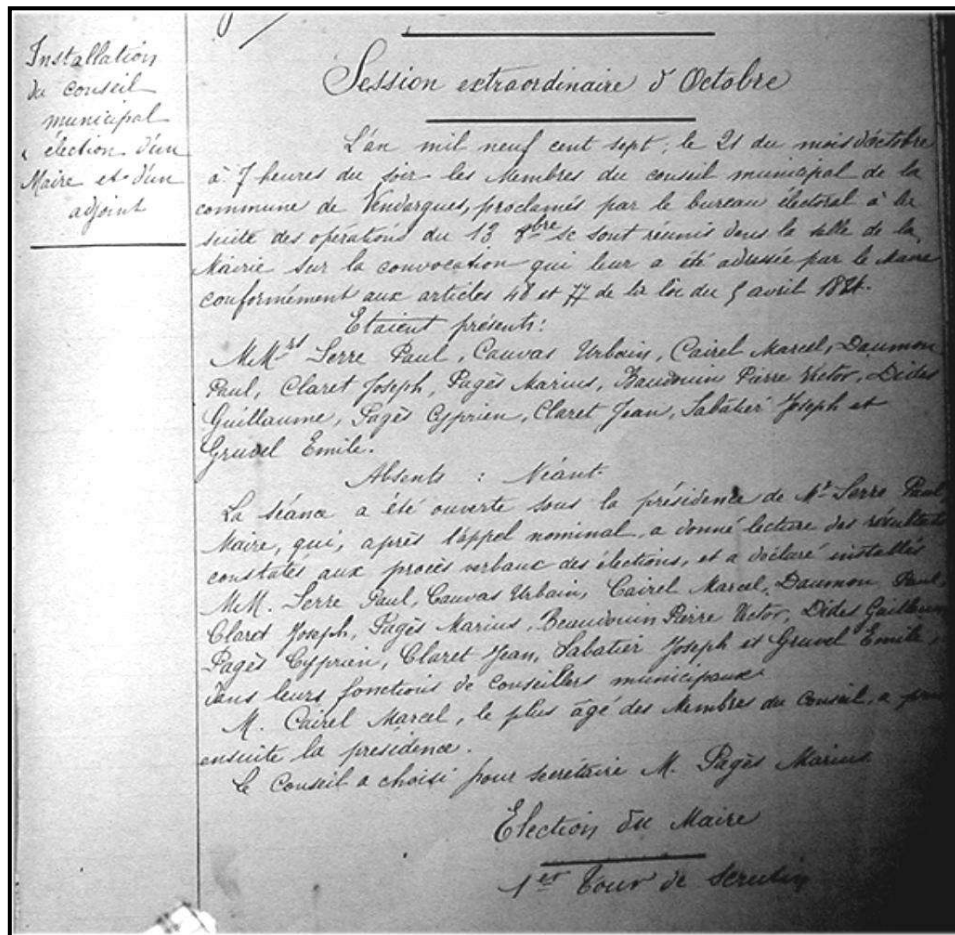 Installation
du conseil
municipal
élection d'un
Maire et d'un
adjoint
Session extraordinaire d'Octobre
L'an mil neuf cent sept, le 21 du mois d'octobre
à 7 heures du soir les Membres du conseil municipal de la
commune de Vendargues, proclamés par le bureau électoral à la
suite des opérations du 13 8bre se sont réunis dans la salle de la
Mairie sur la convocation qui leur a été adressée par le Maire
conformément aux articles 48 et 77 de la loi du 5 avril 1884.
Etaient présents:
M.Mrs Serre Paul, Cauvas Urbain, Cairel Marcel, Daumon
Paul, Claret Joseph, Pagès Marius, Baudouin Pierre Victor, Dides
Guillaume, Pagès Cyprien, Claret Jean, Sabatier Joseph et
Gruvel Emile.
Absents : Néant.
La séance a été ouverte sous la présidence de Mr Serre Paul
Maire, qui, après l'appel nominal, a donné lecture des résultats
constatés aux procès verbaux des élections, et a déclaré installés
M.M. Serre Paul, Cauvas Urbain, Cairel Marcel, Daumon Paul,
Claret Joseph, Pagès Marius, Beaudouin Pierre Victor, Dides Guillaume
Pagès Cyprien, Claret Jean, Sabatier Joseph et Gruvel Emile,
dans leurs fonctions de conseillers municipaux.
M. Cairel Marcel, le plus âgé des Membres du Conseil, a pris
ensuite la présidence.
Le Conseil a choisi pour secrétaire M. Pagès Marius.
Election du Maire
1er Tour de scrutin